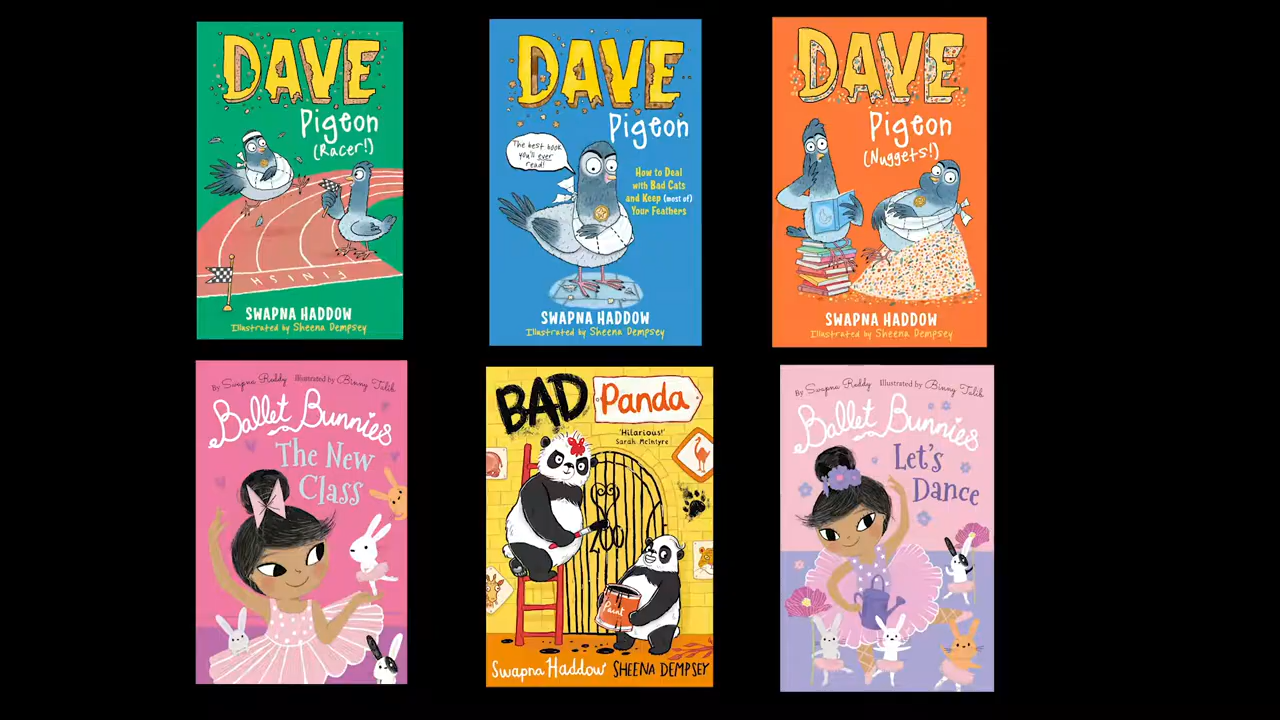 DAVE
Pigeon
(Racer!)
FINISH
SWAPNA HADDOW
Illustrated by Sheena Dempsey
DAVE
Pigeon
The best book
you'll ever
read!
How to Deal
with Bad Cats
and Keep (most of)
Your Feathers
SWAPNA HADDOW
Illustrated by Sheena Dempsey
DAVE
Pigeon
(Nuggets!)
SWAPNA HADDOW
Illustrated by Sheena Dempsey
By Swapna Reddy Illustrated by Binny Talib
Ballet Bunnies
The New
Class
BAD Panda
'Hilarious!'
Sarah McIntyre
ZOO
Paint
Swapna Haddow SHEENA DEMPSEY
By Swapna Reddy Illustrated by Binny Talib
Ballet Bunnies
Let's
Dance